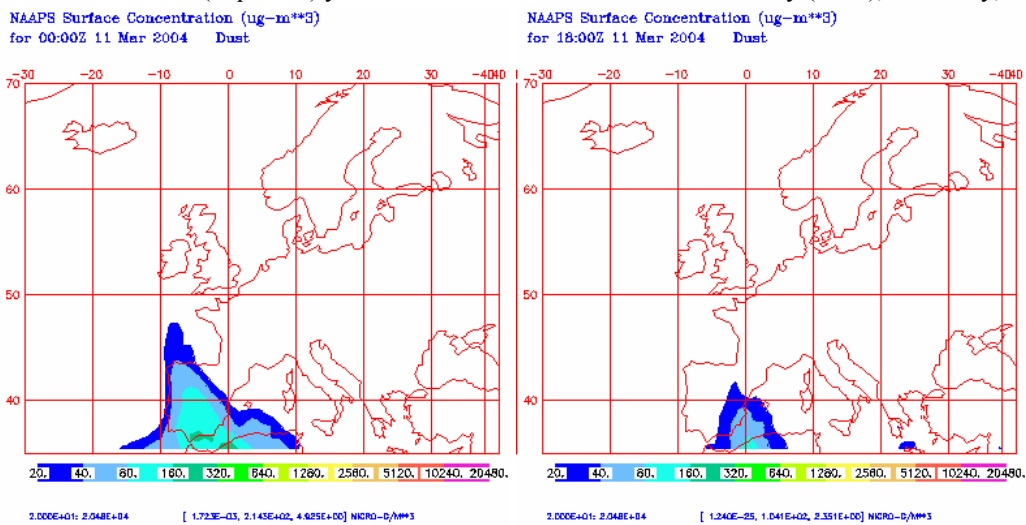 NAAPS Surface Concentration (ug-m**3)
for 00:00Z 11 Mar 2004 Dust
-30 -20 -10 0 10 20 30 -4040
70
60
50
40
20. 40. 80. 160. 320. 640. 1280. 2560. 5120. 10240. 20480.
2.000E+01: 2.048E+04 [ 1.723E-03, 2.143E+02, 4.925E+00] MICRO-G/M**3
NAAPS Surface Concentration (ug-m**3)
for 18:00Z 11 Mar 2004 Dust
-30 -20 -10 0 10 20 30 -4040
70
60
50
40
20. 40. 80. 160. 320. 640. 1280. 2560. 5120. 10240. 20480.
2.000E+01: 2.048E+04 [ 1.240E-25, 1.041E+02, 2.351E+00] MICRO-G/M**3